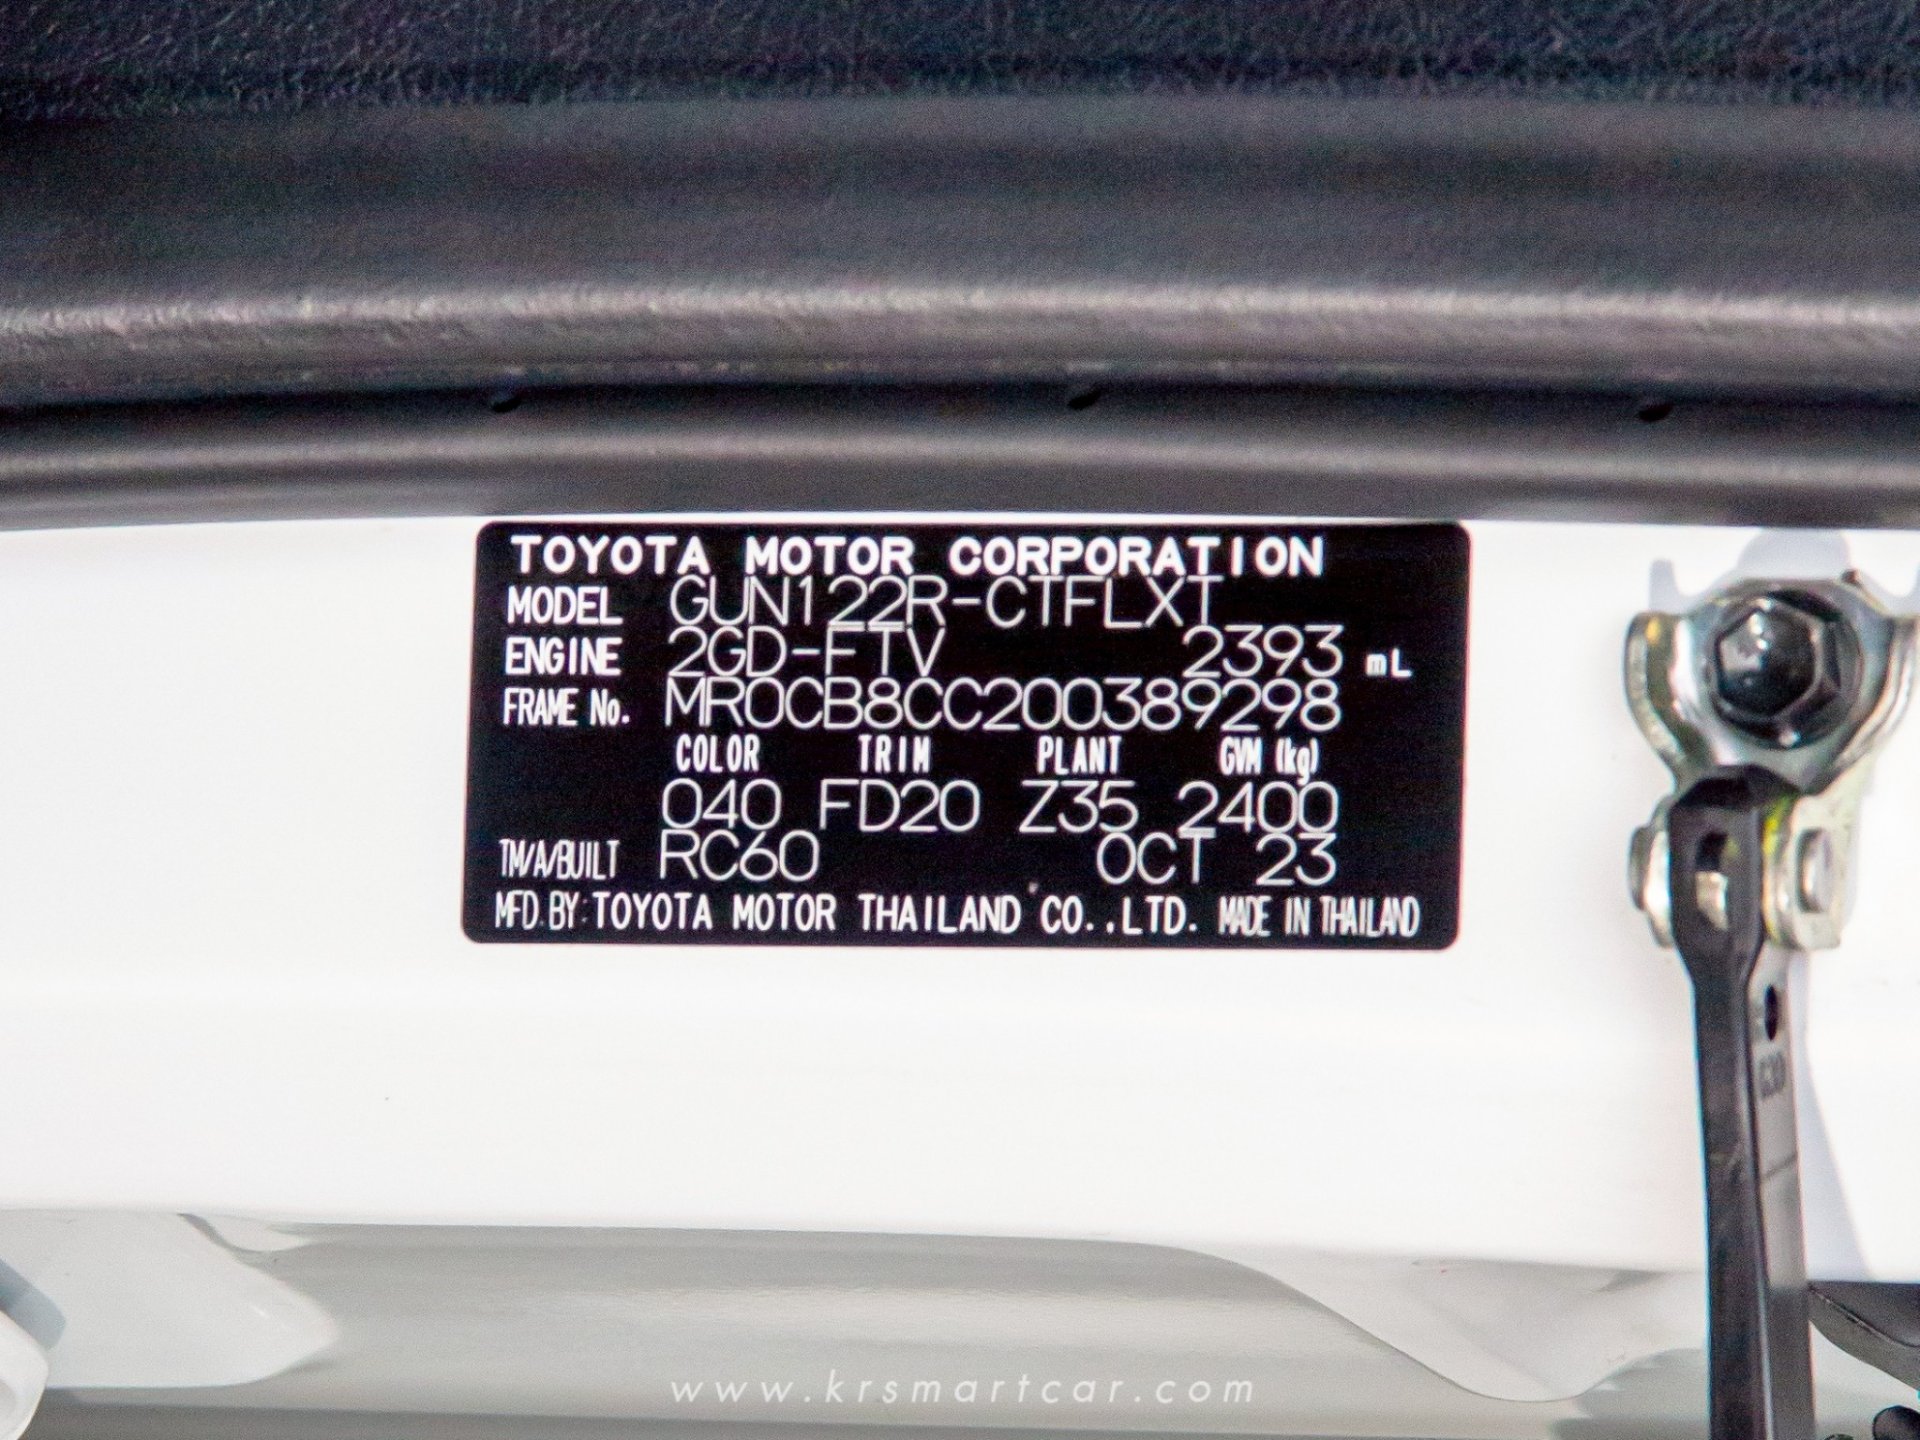 TOYOTA MOTOR CORPORATION
MODEL GUN122R-CTFLXT
ENGINE 2GD-FTV 2393 mL
FRAME No. MR0CB8CC200389298
COLOR TRIM PLANT GVM (kg)
040 FD20 Z35 2400
TM/A/BUILT RC60 OCT 23
MFD.BY:TOYOTA MOTOR THAILAND CO.,LTD. MADE IN THAILAND
www.krsmartcar.com